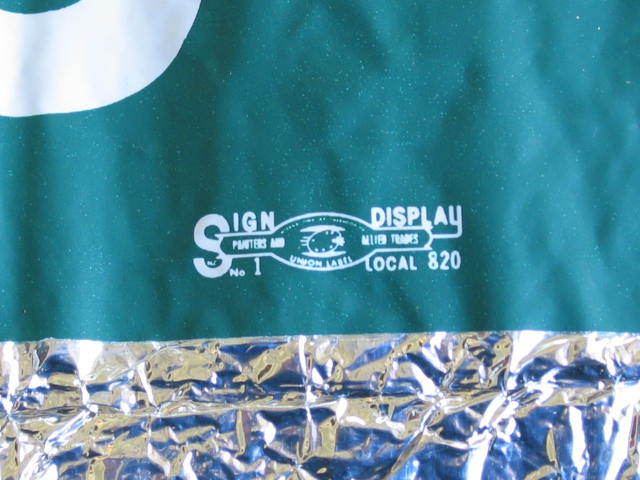 SIGN DISPLAY
PAINTERS AND ALLIED TRADES
UNION LABEL
No 1 LOCAL 820